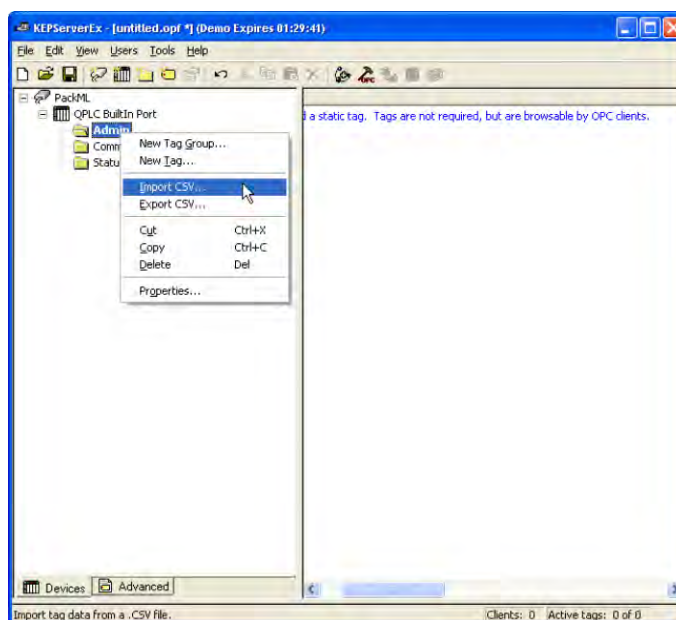 KEPServerEx - [untitled.opf *] (Demo Expires 01:29:41)
File Edit View Users Tools Help
PackML
QPLC BuiltIn Port
Admin
Comm
Statu
a static tag. Tags are not required, but are browsable by OPC clients.
New Tag Group...
New Tag...
Import CSV...
Export CSV...
Cut Ctrl+X
Copy Ctrl+C
Delete Del
Properties...
Devices
Advanced
Import tag data from a .CSV file.
Clients: 0 Active tags: 0 of 0